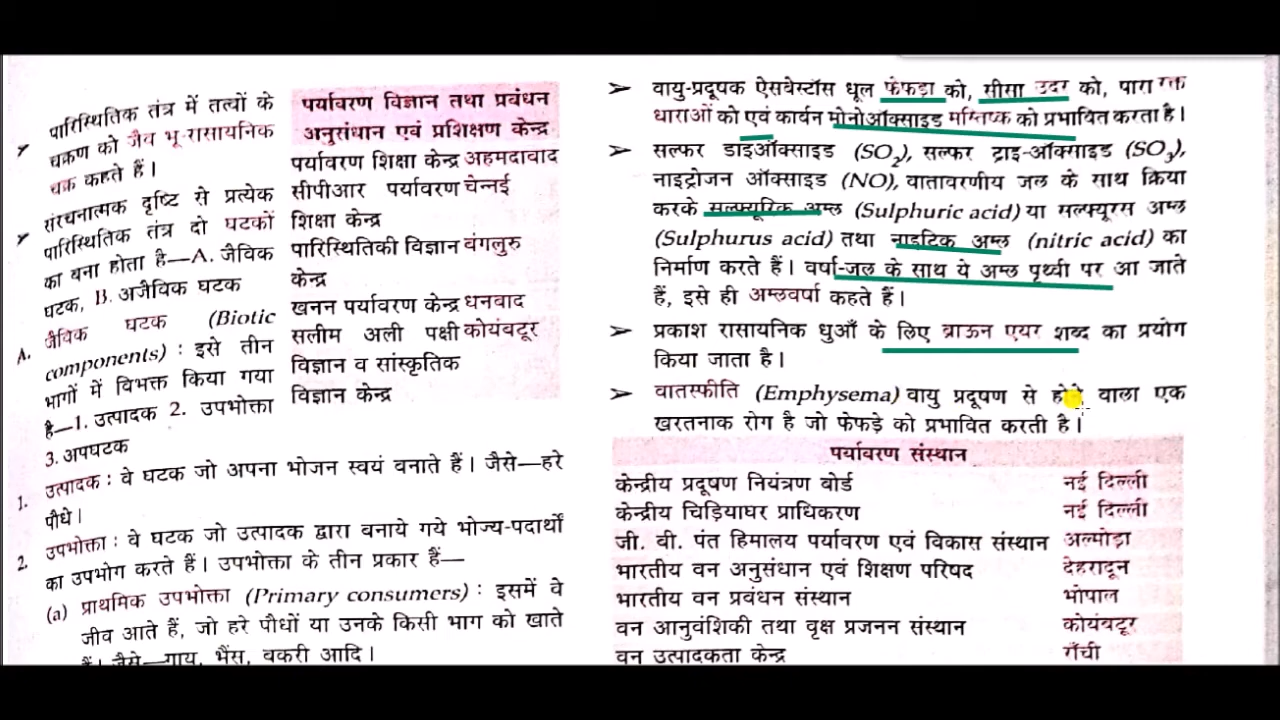 पारिस्थितिक तंत्र में तत्वों के
चक्रण को जैव भू-रासायनिक
चक्र कहते हैं।
संरचनात्मक दृष्टि से प्रत्येक
पारिस्थितिक तंत्र दो घटकों
का बना होता है—A. जैविक
घटक, B. अजैविक घटक
A. जैविक घटक (Biotic
components) : इसे तीन
भागों में विभक्त किया गया
है—1. उत्पादक 2. उपभोक्ता
3. अपघटक
पर्यावरण विज्ञान तथा प्रबंधन
अनुसंधान एवं प्रशिक्षण केन्द्र
पर्यावरण शिक्षा केन्द्र अहमदाबाद
सीपीआर पर्यावरण चेन्नई
शिक्षा केन्द्र
पारिस्थितिकी विज्ञान बंगलुरु
केन्द्र
खनन पर्यावरण केन्द्र धनबाद
सलीम अली पक्षी कोयंबटूर
विज्ञान व सांस्कृतिक
विज्ञान केन्द्र
1. उत्पादक : वे घटक जो अपना भोजन स्वयं बनाते हैं। जैसे—हरे
पौधे।
2. उपभोक्ता : वे घटक जो उत्पादक द्वारा बनाये गये भोज्य-पदार्थों
का उपभोग करते हैं। उपभोक्ता के तीन प्रकार हैं—
(a) प्राथमिक उपभोक्ता (Primary consumers) : इसमें वे
जीव आते हैं, जो हरे पौधों या उनके किसी भाग को खाते
हैं। जैसे—गाय, भैंस, बकरी आदि।
➢ वायु-प्रदूषक ऐसबेस्टॉस धूल फेफड़ा को, सीसा उदर को, पारा रक्त
धाराओं को एवं कार्बन मोनोऑक्साइड मस्तिष्क को प्रभावित करता है।
➢ सल्फर डाइऑक्साइड (SO₂), सल्फर ट्राइ-ऑक्साइड (SO₃),
नाइट्रोजन ऑक्साइड (NO), वातावरणीय जल के साथ क्रिया
करके सल्फ्यूरिक अम्ल (Sulphuric acid) या सल्फ्यूरस अम्ल
(Sulphurus acid) तथा नाइट्रिक अम्ल (nitric acid) का
निर्माण करते हैं। वर्षा-जल के साथ ये अम्ल पृथ्वी पर आ जाते
हैं, इसे ही अम्लवर्षा कहते हैं।
➢ प्रकाश रासायनिक धुआँ के लिए ब्राऊन एयर शब्द का प्रयोग
किया जाता है।
➢ वातस्फीति (Emphysema) वायु प्रदूषण से होने वाला एक
खरतनाक रोग है जो फेफड़े को प्रभावित करती है।
पर्यावरण संस्थान
केन्द्रीय प्रदूषण नियंत्रण बोर्ड नई दिल्ली
केन्द्रीय चिड़ियाघर प्राधिकरण नई दिल्ली
जी. बी. पंत हिमालय पर्यावरण एवं विकास संस्थान अल्मोड़ा
भारतीय वन अनुसंधान एवं शिक्षण परिषद देहरादून
भारतीय वन प्रबंधन संस्थान भोपाल
वन आनुवंशिकी तथा वृक्ष प्रजनन संस्थान कोयंबटूर
वन उत्पादकता केन्द्र राँची